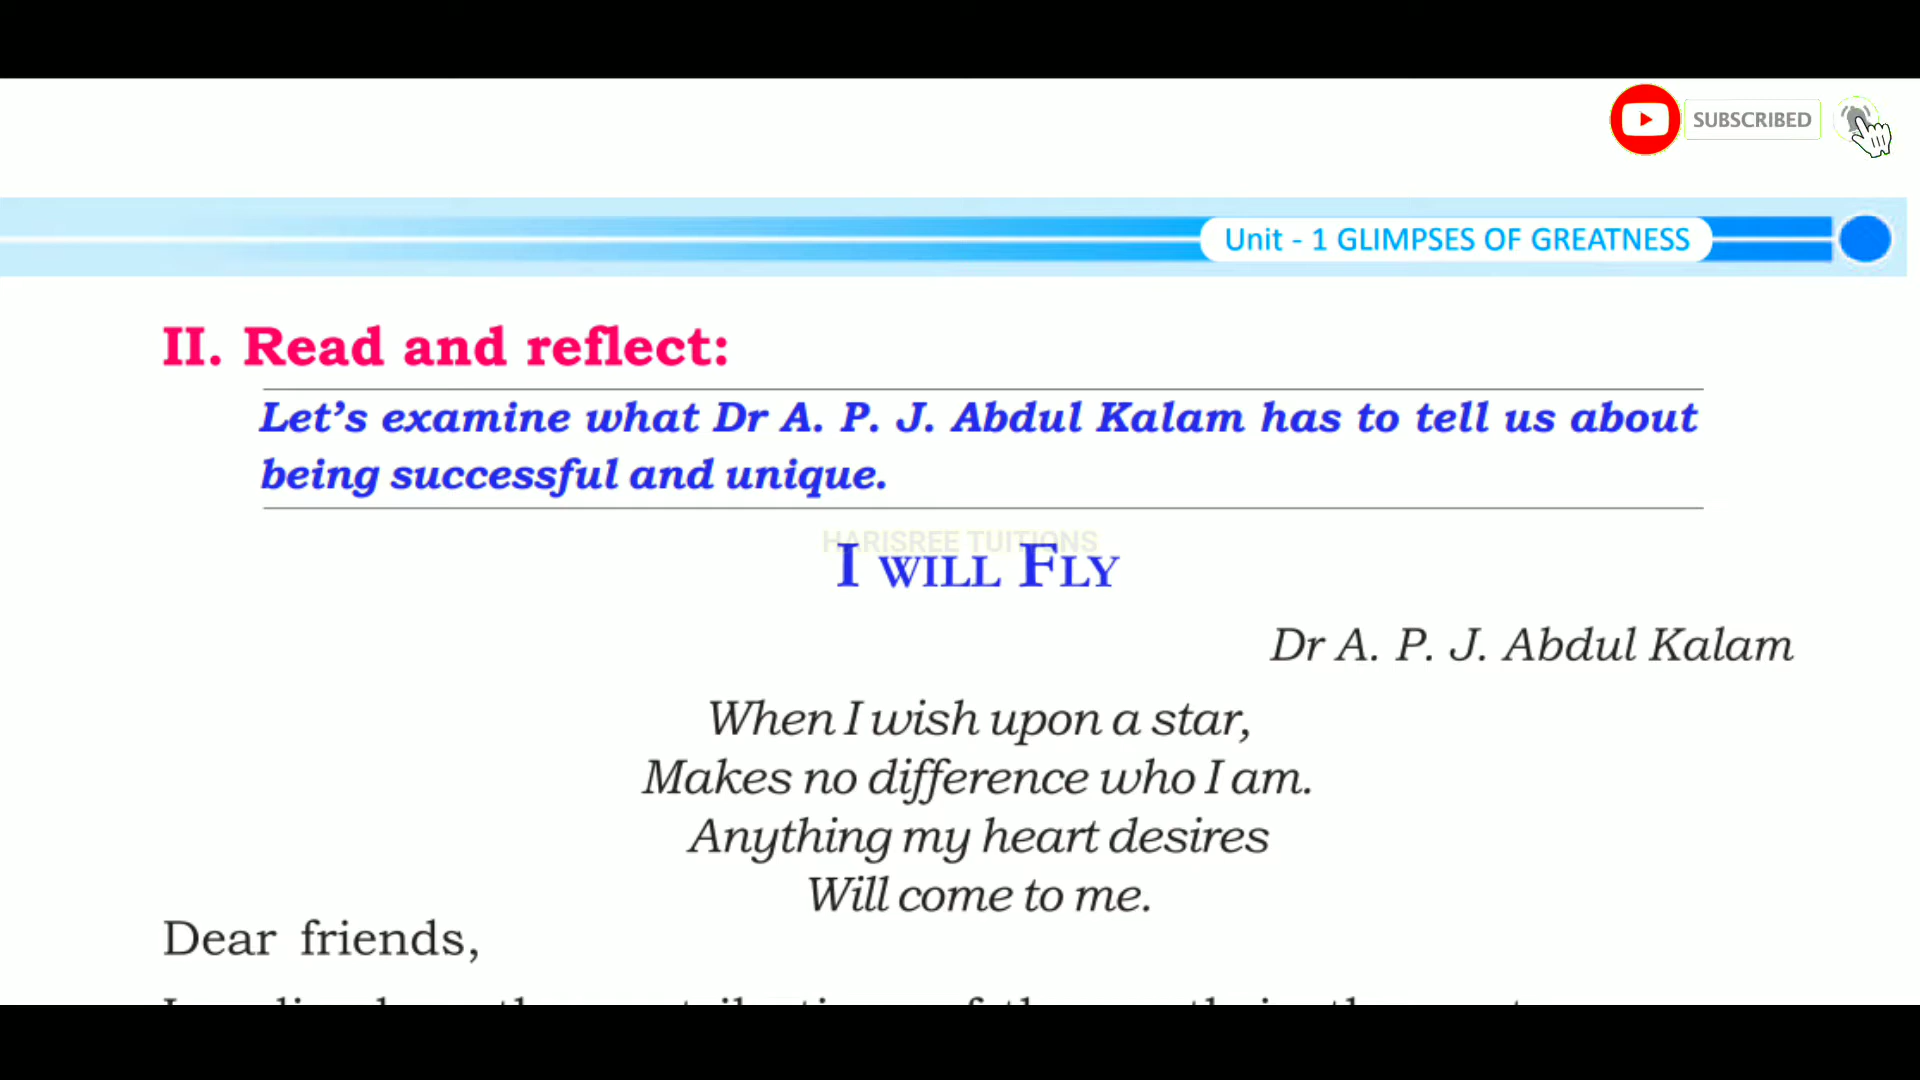 SUBSCRIBED
Unit - 1 GLIMPSES OF GREATNESS
II. Read and reflect:
Let's examine what Dr A. P. J. Abdul Kalam has to tell us about
being successful and unique.
HARISREE TUITIONS
I WILL FLY
Dr A. P. J. Abdul Kalam
When I wish upon a star,
Makes no difference who I am.
Anything my heart desires
Will come to me.
Dear friends,